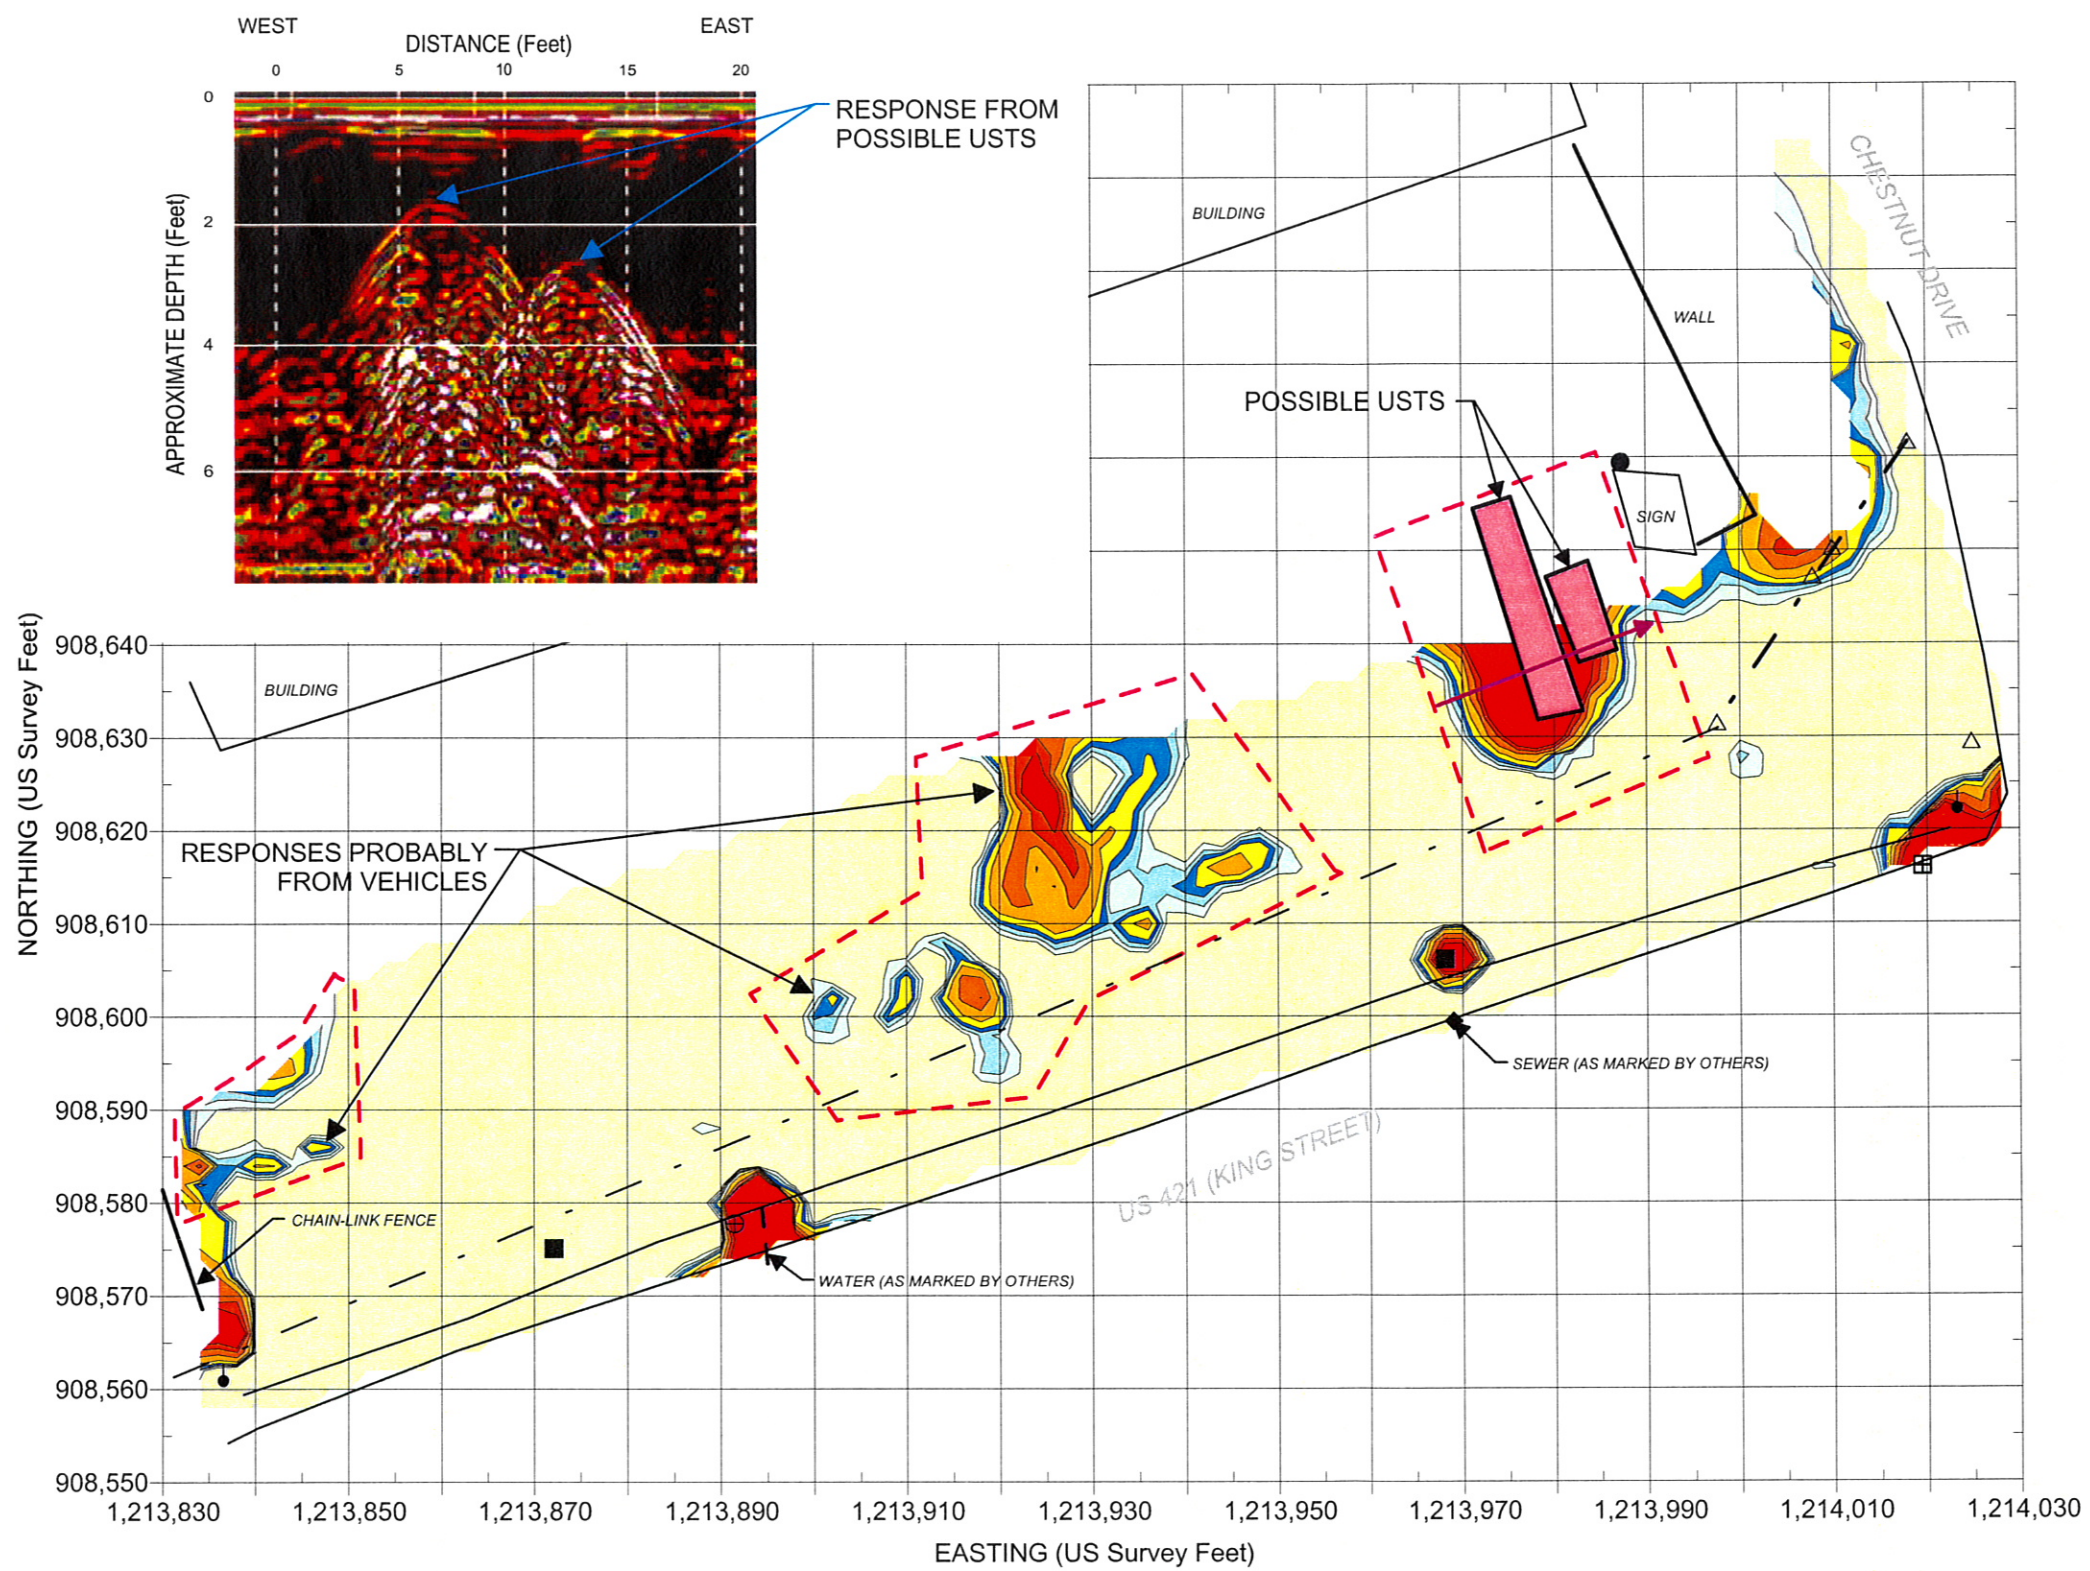 WEST
EAST
DISTANCE (Feet)
0 5 10 15 20
APPROXIMATE DEPTH (Feet)
0
2
4
6
RESPONSE FROM
POSSIBLE USTS
BUILDING
CHESTNUT DRIVE
WALL
POSSIBLE USTS
SIGN
NORTHING (US Survey Feet)
908,640
908,630
908,620
908,610
908,600
908,590
908,580
908,570
908,560
908,550
BUILDING
RESPONSES PROBABLY
FROM VEHICLES
SEWER (AS MARKED BY OTHERS)
US 421 (KING STREET)
CHAIN-LINK FENCE
WATER (AS MARKED BY OTHERS)
1,213,830 1,213,850 1,213,870 1,213,890 1,213,910 1,213,930 1,213,950 1,213,970 1,213,990 1,214,010 1,214,030
EASTING (US Survey Feet)